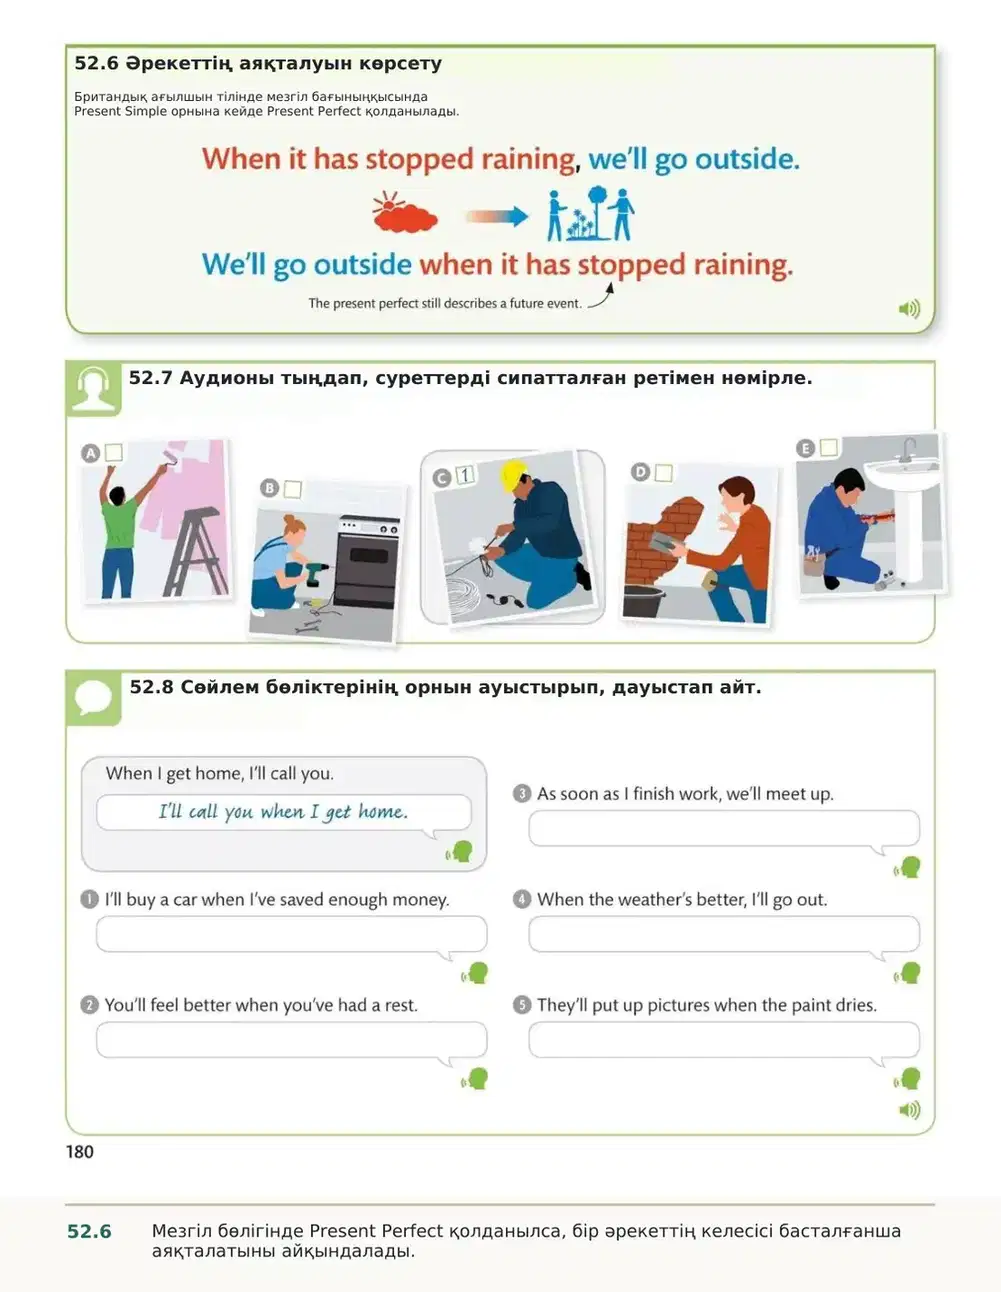 52.6 Әрекеттің аяқталуын көрсету
Британдық ағылшын тілінде мезгіл бағыныңқысында
Present Simple орнына кейде Present Perfect қолданылады.
When it has stopped raining, we'll go outside.
We'll go outside when it has stopped raining.
The present perfect still describes a future event.
52.7 Аудионы тыңдап, суреттерді сипатталған ретімен нөмірле.
A
B
C 1
D
E
52.8 Сөйлем бөліктерінің орнын ауыстырып, дауыстап айт.
When I get home, I'll call you.
I'll call you when I get home.
1 I'll buy a car when I've saved enough money.
2 You'll feel better when you've had a rest.
3 As soon as I finish work, we'll meet up.
4 When the weather's better, I'll go out.
5 They'll put up pictures when the paint dries.
180
52.6 Мезгіл бөлігінде Present Perfect қолданылса, бір әрекеттің келесісі басталғанша
аяқталатыны айқындалады.